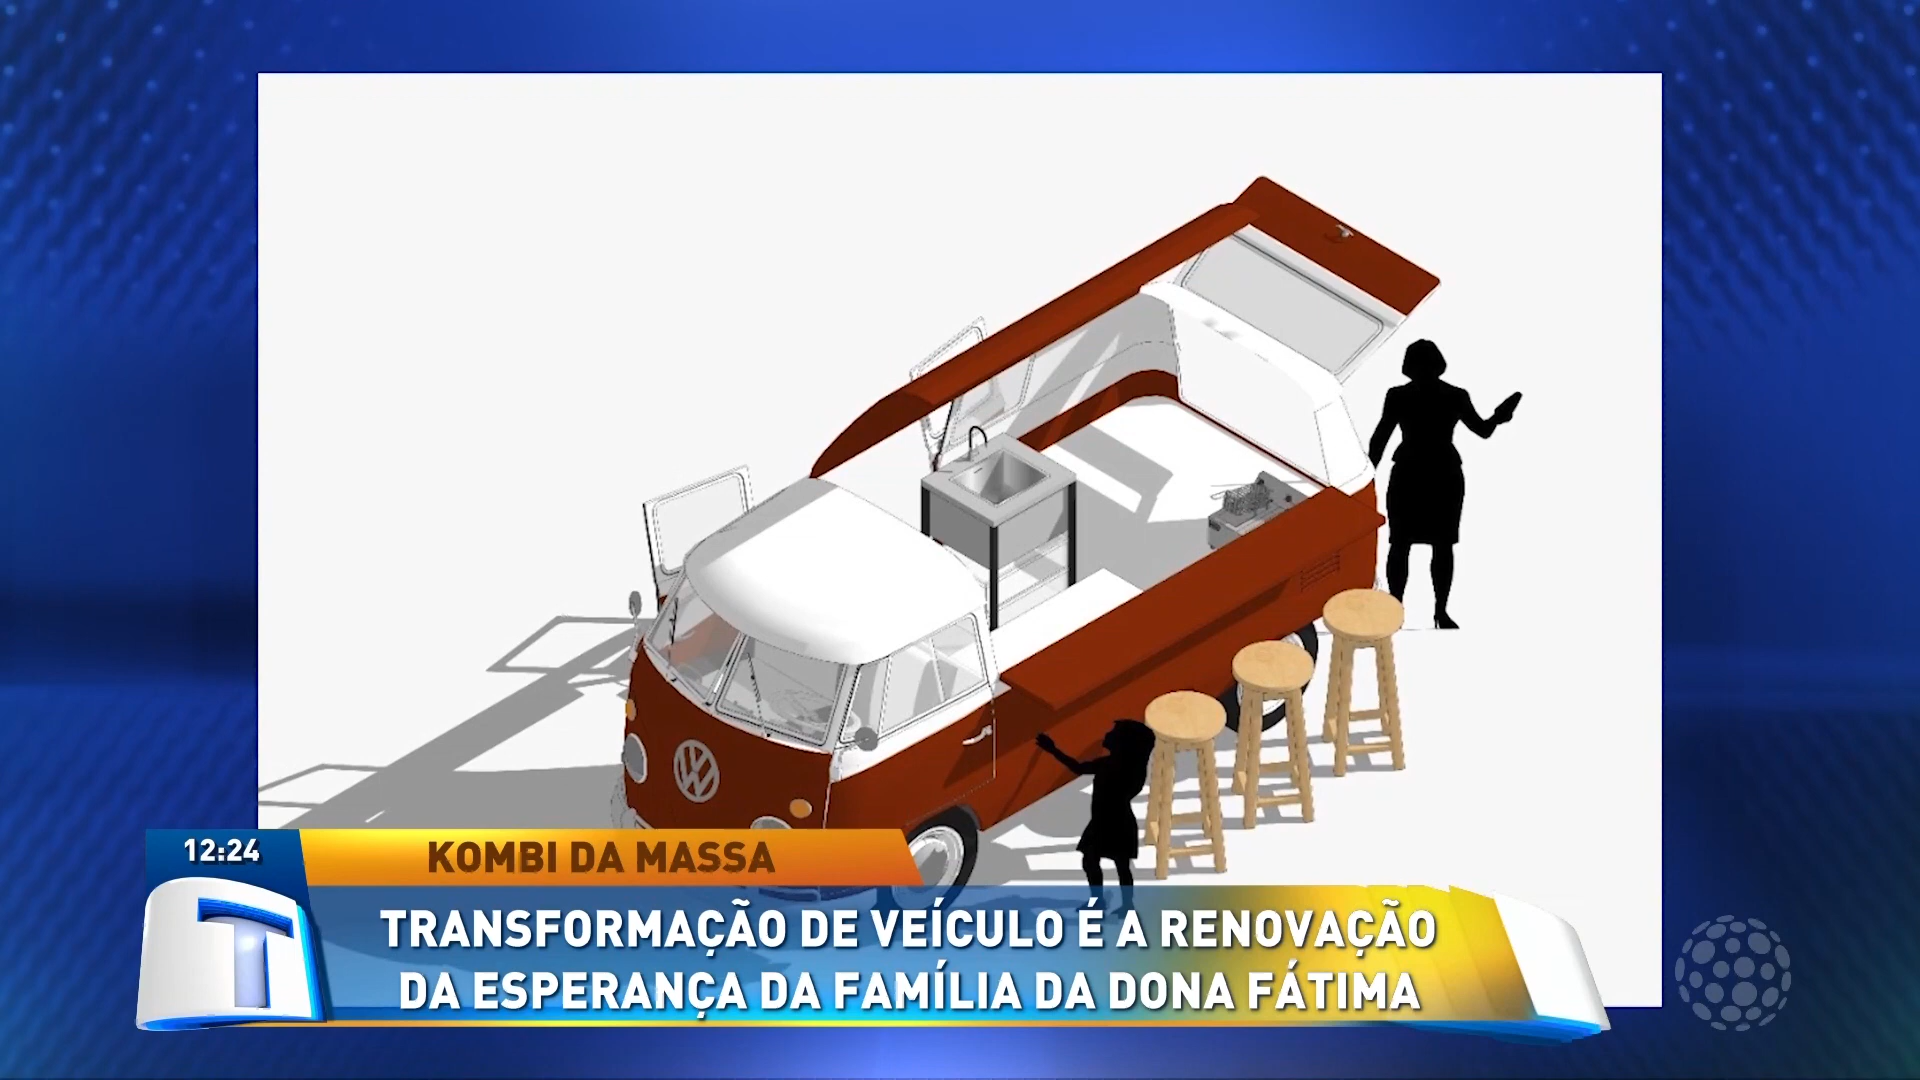 12:24
KOMBI DA MASSA
T
TRANSFORMAÇÃO DE VEÍCULO É A RENOVAÇÃO
DA ESPERANÇA DA FAMÍLIA DA DONA FÁTIMA